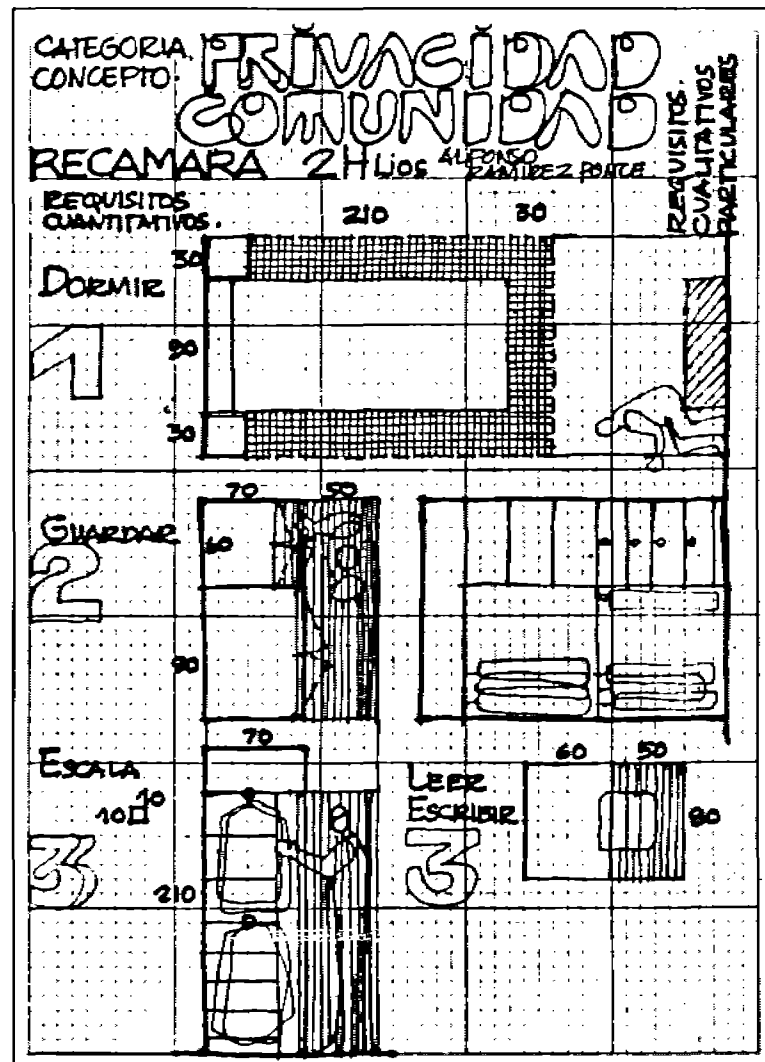 CATEGORIA.
CONCEPTO.
PRIVACIDAD
COMUNIDAD
RECAMARA 2H Lios ALFONSO
RAMIREZ PONCE
REQUISITOS.
CUALITATIVOS
PARTICULARES
REQUISITOS
CUANTITATIVOS.
210 30
30
DORMIR
1
90
30
70 50
GUARDAR
60
2
90
70
ESCALA
10
10
3
210
60 50
LEER
ESCRIBIR
80
3